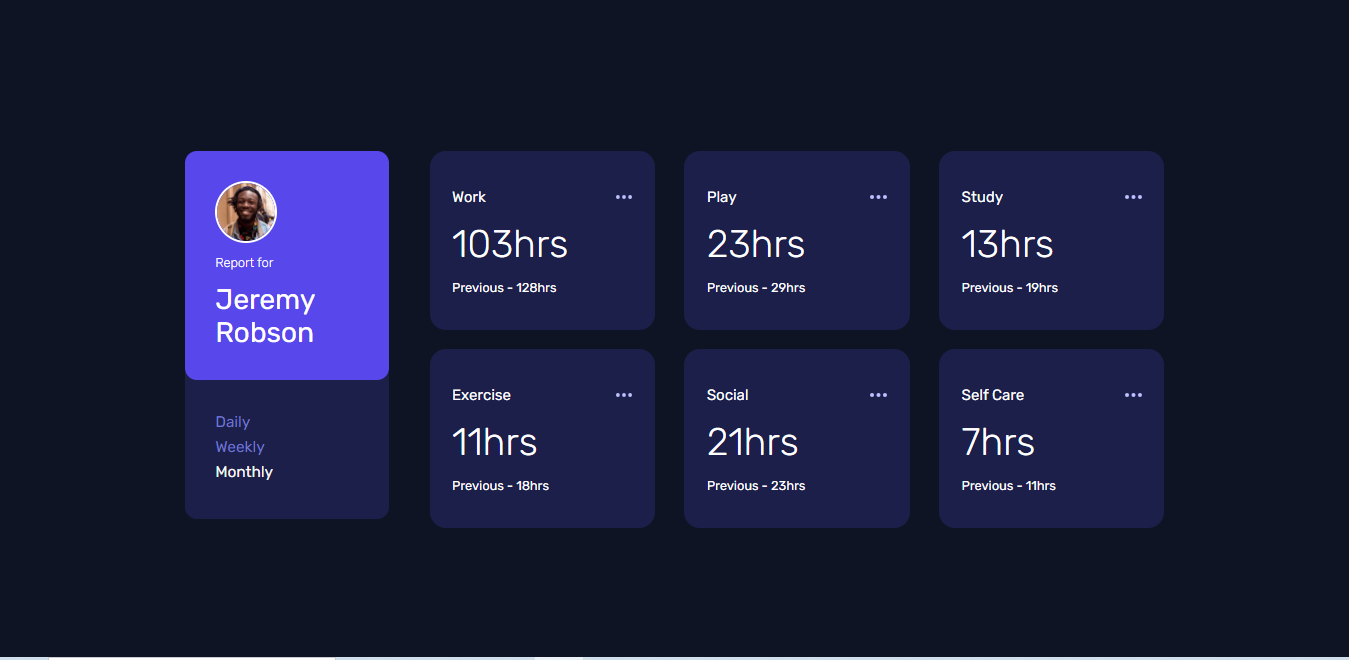 Report for
Jeremy
Robson
Daily
Weekly
Monthly
Work
103hrs
Previous - 128hrs
Play
23hrs
Previous - 29hrs
Study
13hrs
Previous - 19hrs
Exercise
11hrs
Previous - 18hrs
Social
21hrs
Previous - 23hrs
Self Care
7hrs
Previous - 11hrs